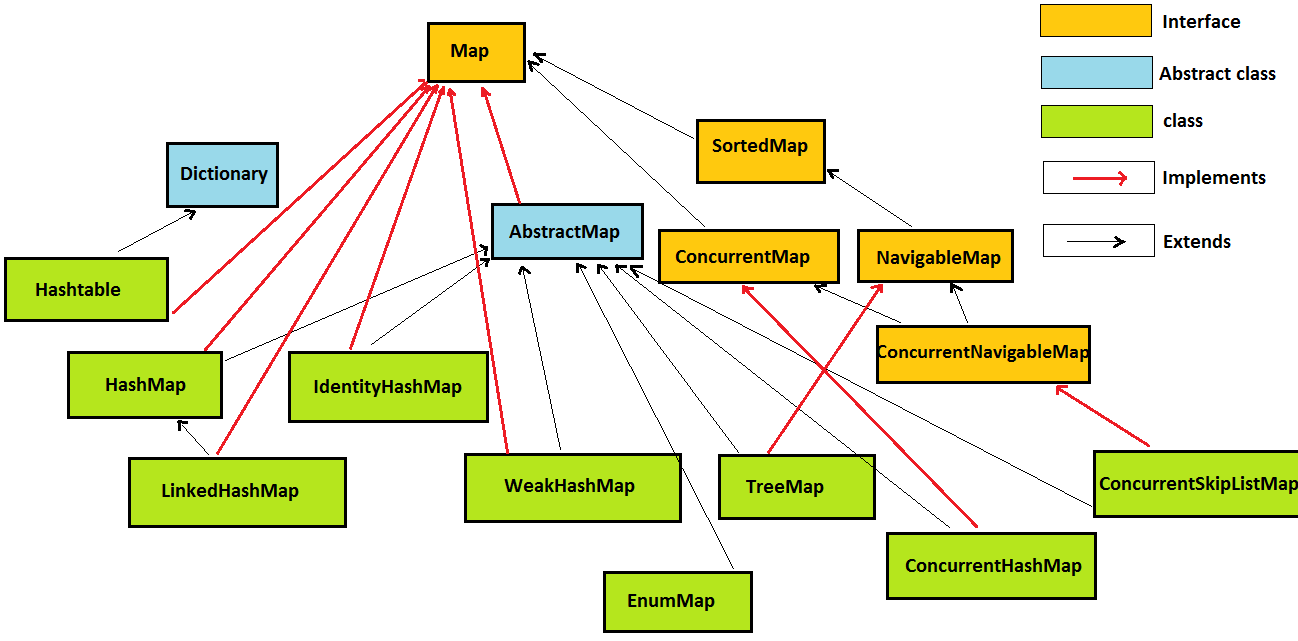 Map
Interface
Abstract class
class
Implements
Extends
SortedMap
Dictionary
AbstractMap
ConcurrentMap
NavigableMap
Hashtable
ConcurrentNavigableMap
HashMap
IdentityHashMap
LinkedHashMap
WeakHashMap
TreeMap
ConcurrentSkipListMap
ConcurrentHashMap
EnumMap